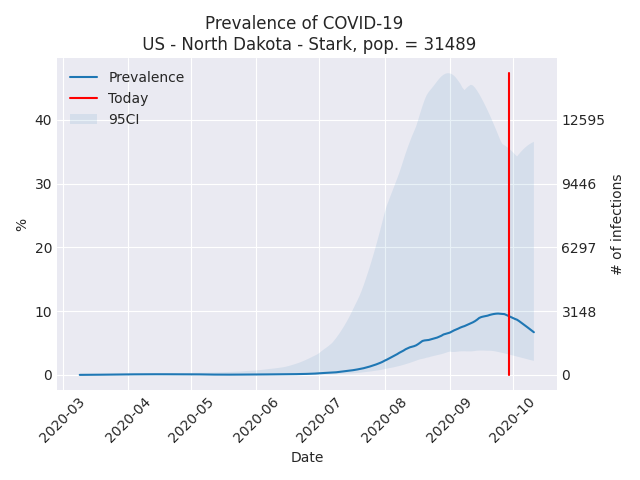 Prevalence of COVID-19
US - North Dakota - Stark, pop. = 31489
Prevalence
Today
95CI
40
30
20
10
0
%
12595
9446
6297
3148
0
# of infections
2020-03
2020-04
2020-05
2020-06
2020-07
2020-08
2020-09
2020-10
Date